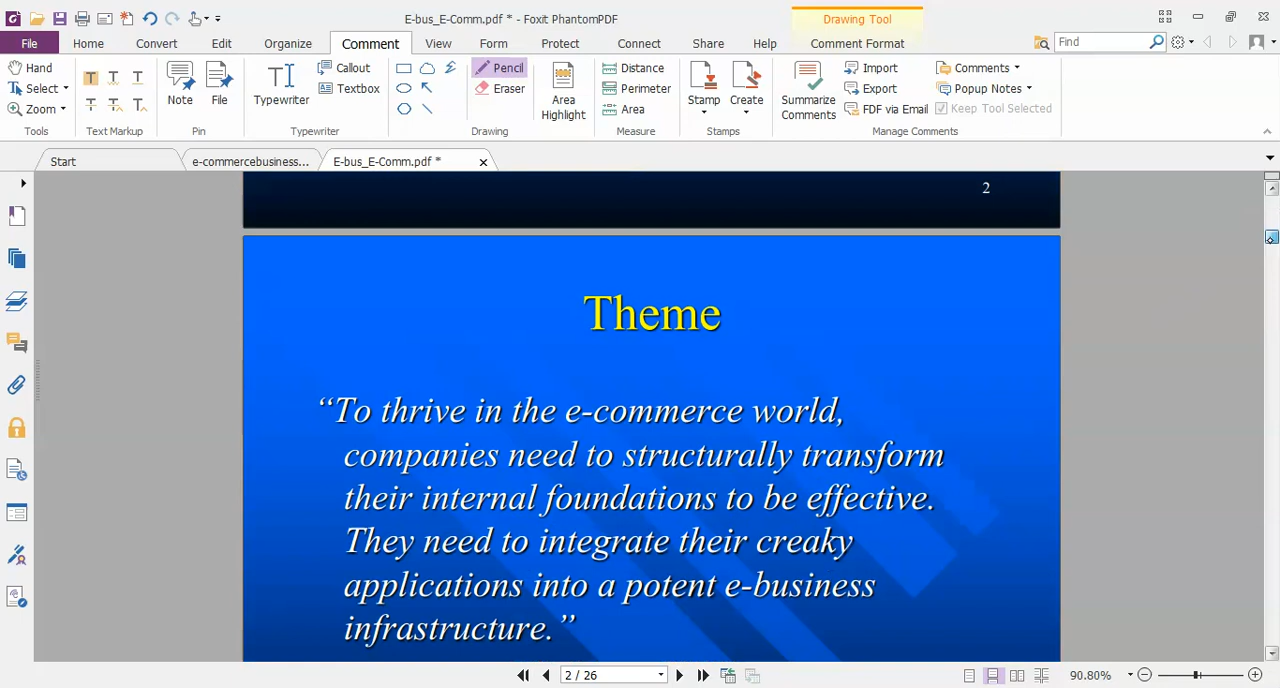 E-bus_E-Comm.pdf * - Foxit PhantomPDF
Drawing Tool
File Home Convert Edit Organize Comment View Form Protect Connect Share Help Comment Format Find
Hand Callout Pencil Distance Import Comments
Select Textbox Eraser Perimeter Export Popup Notes
Zoom Note File Typewriter Area Highlight Area Stamp Create Summarize Comments FDF via Email Keep Tool Selected
Tools Text Markup Pin Typewriter Drawing Measure Stamps Manage Comments
Start e-commercebusiness... E-bus_E-Comm.pdf *
2
Theme
“To thrive in the e-commerce world,
companies need to structurally transform
their internal foundations to be effective.
They need to integrate their creaky
applications into a potent e-business
infrastructure.”
2 / 26 90.80%